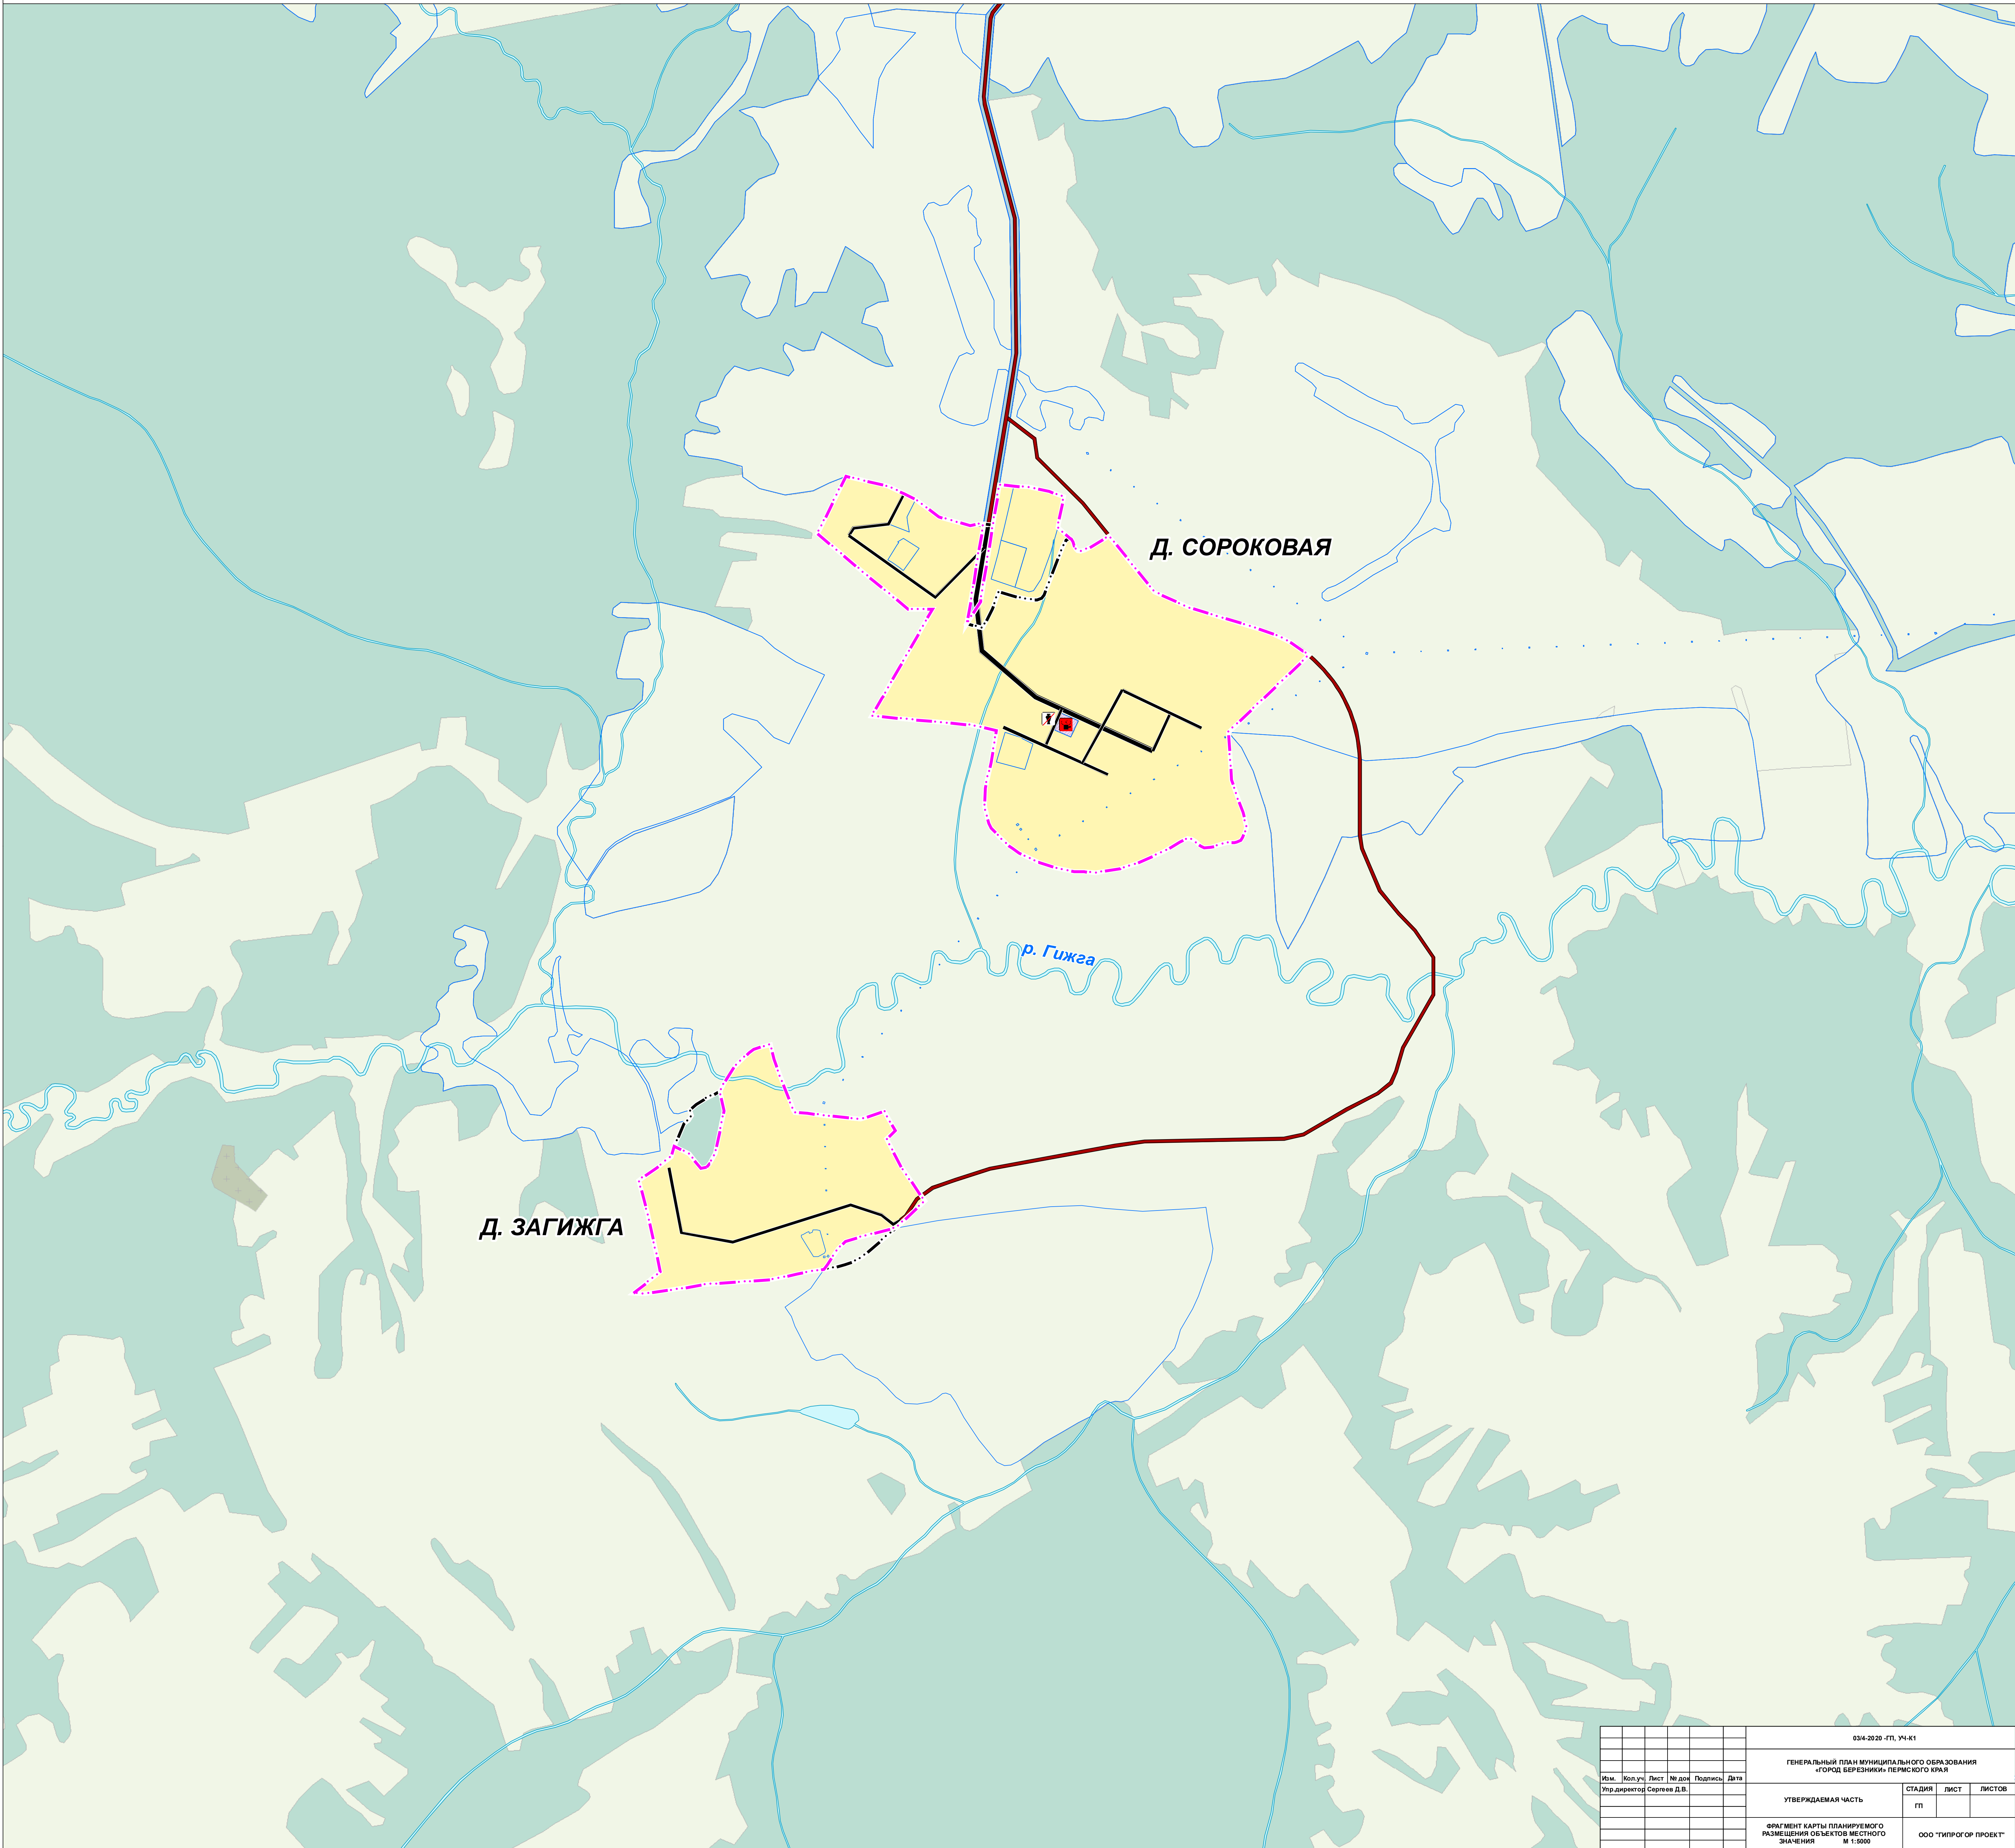 Д. СОРОКОВАЯ
р. Гижга
Д. ЗАГИЖГА
03/4-2020 -ГП, УЧ-К1
ГЕНЕРАЛЬНЫЙ ПЛАН МУНИЦИПАЛЬНОГО ОБРАЗОВАНИЯ
«ГОРОД БЕРЕЗНИКИ» ПЕРМСКОГО КРАЯ
Изм. Кол.уч Лист № док Подпись Дата
Упр.директор Сергеев Д.В.
УТВЕРЖДАЕМАЯ ЧАСТЬ
СТАДИЯ ЛИСТ ЛИСТОВ
ГП
ФРАГМЕНТ КАРТЫ ПЛАНИРУЕМОГО
РАЗМЕЩЕНИЯ ОБЪЕКТОВ МЕСТНОГО
ЗНАЧЕНИЯ М 1:5000
ООО "ГИПРОГОР ПРОЕКТ"